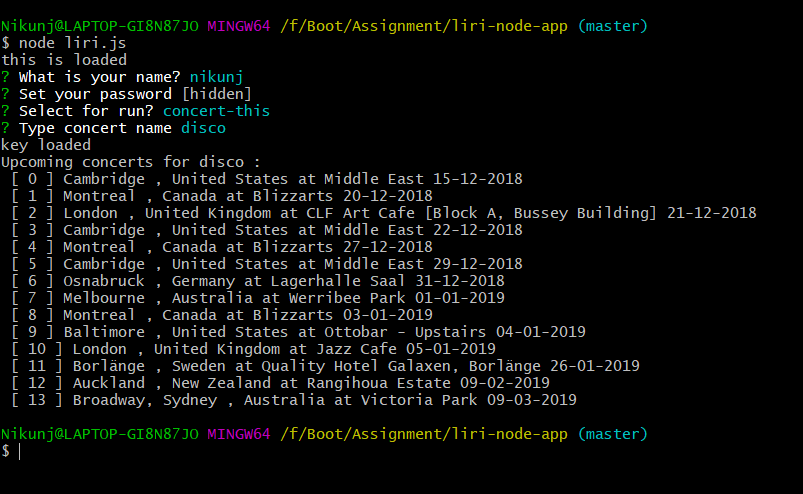 Nikunj@LAPTOP-GI8N87JO MINGW64 /f/Boot/Assignment/liri-node-app (master)
$ node liri.js
this is loaded
? What is your name? nikunj
? Set your password [hidden]
? Select for run? concert-this
? Type concert name disco
key loaded
Upcoming concerts for disco :
[ 0 ] Cambridge , United States at Middle East 15-12-2018
[ 1 ] Montreal , Canada at Blizzarts 20-12-2018
[ 2 ] London , United Kingdom at CLF Art Cafe [Block A, Bussey Building] 21-12-2018
[ 3 ] Cambridge , United States at Middle East 22-12-2018
[ 4 ] Montreal , Canada at Blizzarts 27-12-2018
[ 5 ] Cambridge , United States at Middle East 29-12-2018
[ 6 ] Osnabruck , Germany at Lagerhalle Saal 31-12-2018
[ 7 ] Melbourne , Australia at Werribee Park 01-01-2019
[ 8 ] Montreal , Canada at Blizzarts 03-01-2019
[ 9 ] Baltimore , United States at Ottobar - Upstairs 04-01-2019
[ 10 ] London , United Kingdom at Jazz Cafe 05-01-2019
[ 11 ] Borlänge , Sweden at Quality Hotel Galaxen, Borlänge 26-01-2019
[ 12 ] Auckland , New Zealand at Rangihoua Estate 09-02-2019
[ 13 ] Broadway, Sydney , Australia at Victoria Park 09-03-2019
Nikunj@LAPTOP-GI8N87JO MINGW64 /f/Boot/Assignment/liri-node-app (master)
$